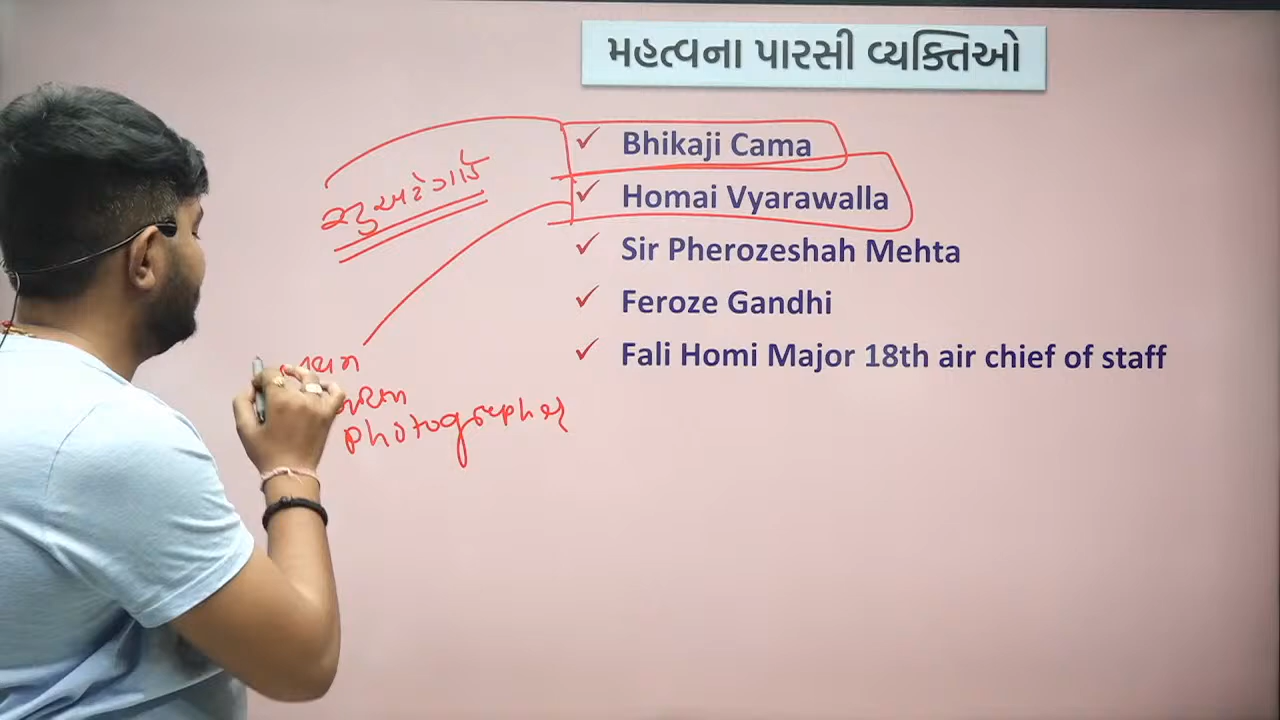 મહત્વના પારસી વ્યક્તિઓ
Bhikaji Cama
Homai Vyarawalla
Sir Pherozeshah Mehta
Feroze Gandhi
Fali Homi Major 18th air chief of staff
photographer